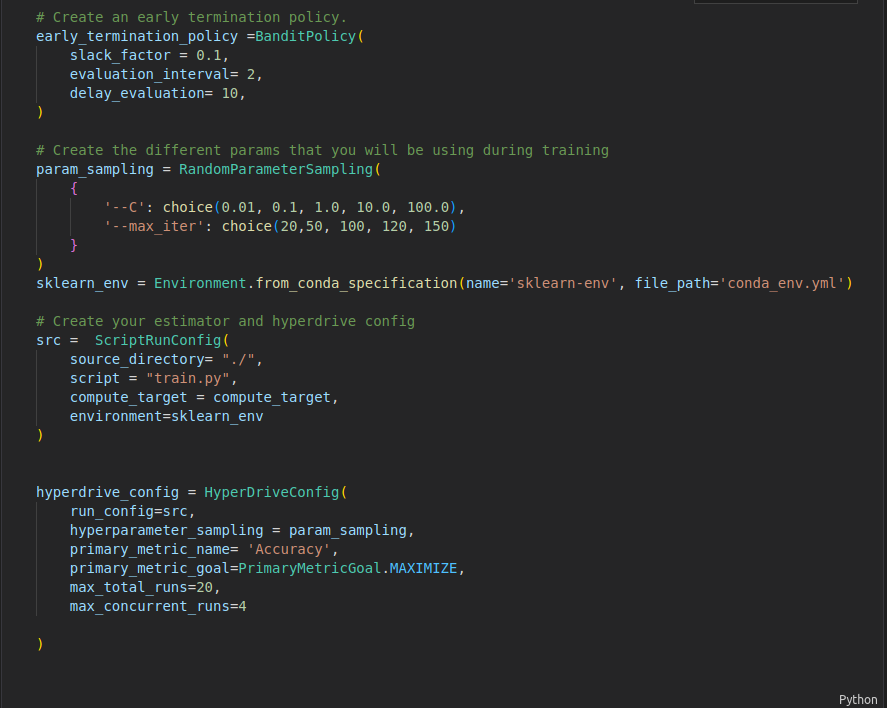 # Create an early termination policy.
early_termination_policy =BanditPolicy(
    slack_factor = 0.1,
    evaluation_interval= 2,
    delay_evaluation= 10,
)
# Create the different params that you will be using during training
param_sampling = RandomParameterSampling(
    {
        '--C': choice(0.01, 0.1, 1.0, 10.0, 100.0),
        '--max_iter': choice(20,50, 100, 120, 150)
    }
)
sklearn_env = Environment.from_conda_specification(name='sklearn-env', file_path='conda_env.yml')
# Create your estimator and hyperdrive config
src =  ScriptRunConfig(
    source_directory= "./",
    script = "train.py",
    compute_target = compute_target,
    environment=sklearn_env
)
hyperdrive_config = HyperDriveConfig(
    run_config=src,
    hyperparameter_sampling = param_sampling,
    primary_metric_name= 'Accuracy',
    primary_metric_goal=PrimaryMetricGoal.MAXIMIZE,
    max_total_runs=20,
    max_concurrent_runs=4
)
Python